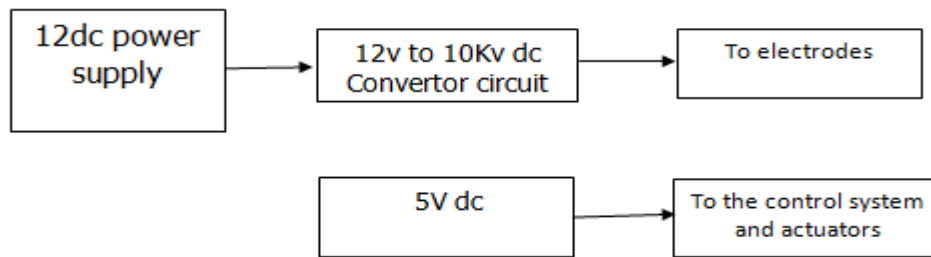 12dc power
supply
12v to 10Kv dc
Convertor circuit
To electrodes
5V dc
To the control system
and actuators